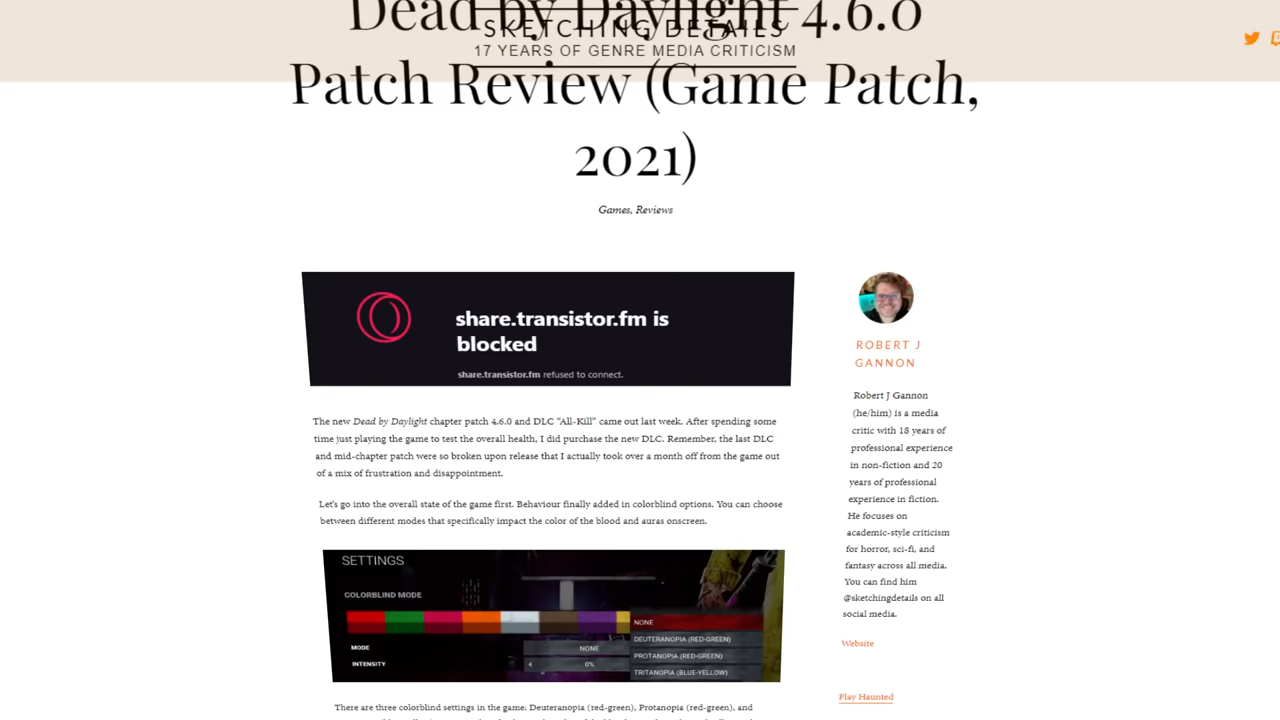 Dead by Daylight 4.6.0
SKETCHING DETAILS
17 YEARS OF GENRE MEDIA CRITICISM
Patch Review (Game Patch,
2021)
Games, Reviews
share.transistor.fm is
blocked
share.transistor.fm refused to connect.
The new Dead by Daylight chapter patch 4.6.0 and DLC “All-Kill” came out last week. After spending some
time just playing the game to test the overall health, I did purchase the new DLC. Remember, the last DLC
and mid-chapter patch were so broken upon release that I actually took over a month off from the game out
of a mix of frustration and disappointment.
Let's go into the overall state of the game first. Behaviour finally added in colorblind options. You can choose
between different modes that specifically impact the color of the blood and auras onscreen.
SETTINGS
COLORBLIND MODE
NONE
DEUTERANOPIA (RED-GREEN)
MODE
NONE
PROTANOPIA (RED-GREEN)
INTENSITY
0%
TRITANOPIA (BLUE-YELLOW)
There are three colorblind settings in the game: Deuteranopia (red-green), Protanopia (red-green), and
ROBERT J
GANNON
Robert J Gannon
(he/him) is a media
critic with 18 years of
professional experience
in non-fiction and 20
years of professional
experience in fiction.
He focuses on
academic-style criticism
for horror, sci-fi, and
fantasy across all media.
You can find him
@sketchingdetails on all
social media.
Website
Play Haunted